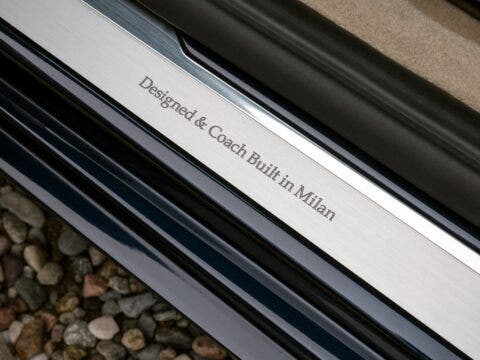 Designed & Coach Built in Milan